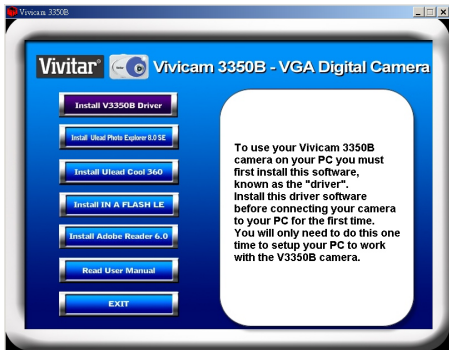 Vivicam 3350B
Vivitar® Vivicam 3350B - VGA Digital Camera
Install V3350B Driver
Install Ulead Photo Explorer 8.0 SE
Install Ulead Cool 360
Install IN A FLASH LE
Install Adobe Reader 6.0
Read User Manual
EXIT
To use your Vivicam 3350B
camera on your PC you must
first install this software,
known as the "driver".
Install this driver software
before connecting your camera
to your PC for the first time.
You will only need to do this one
time to setup your PC to work
with the V3350B camera.